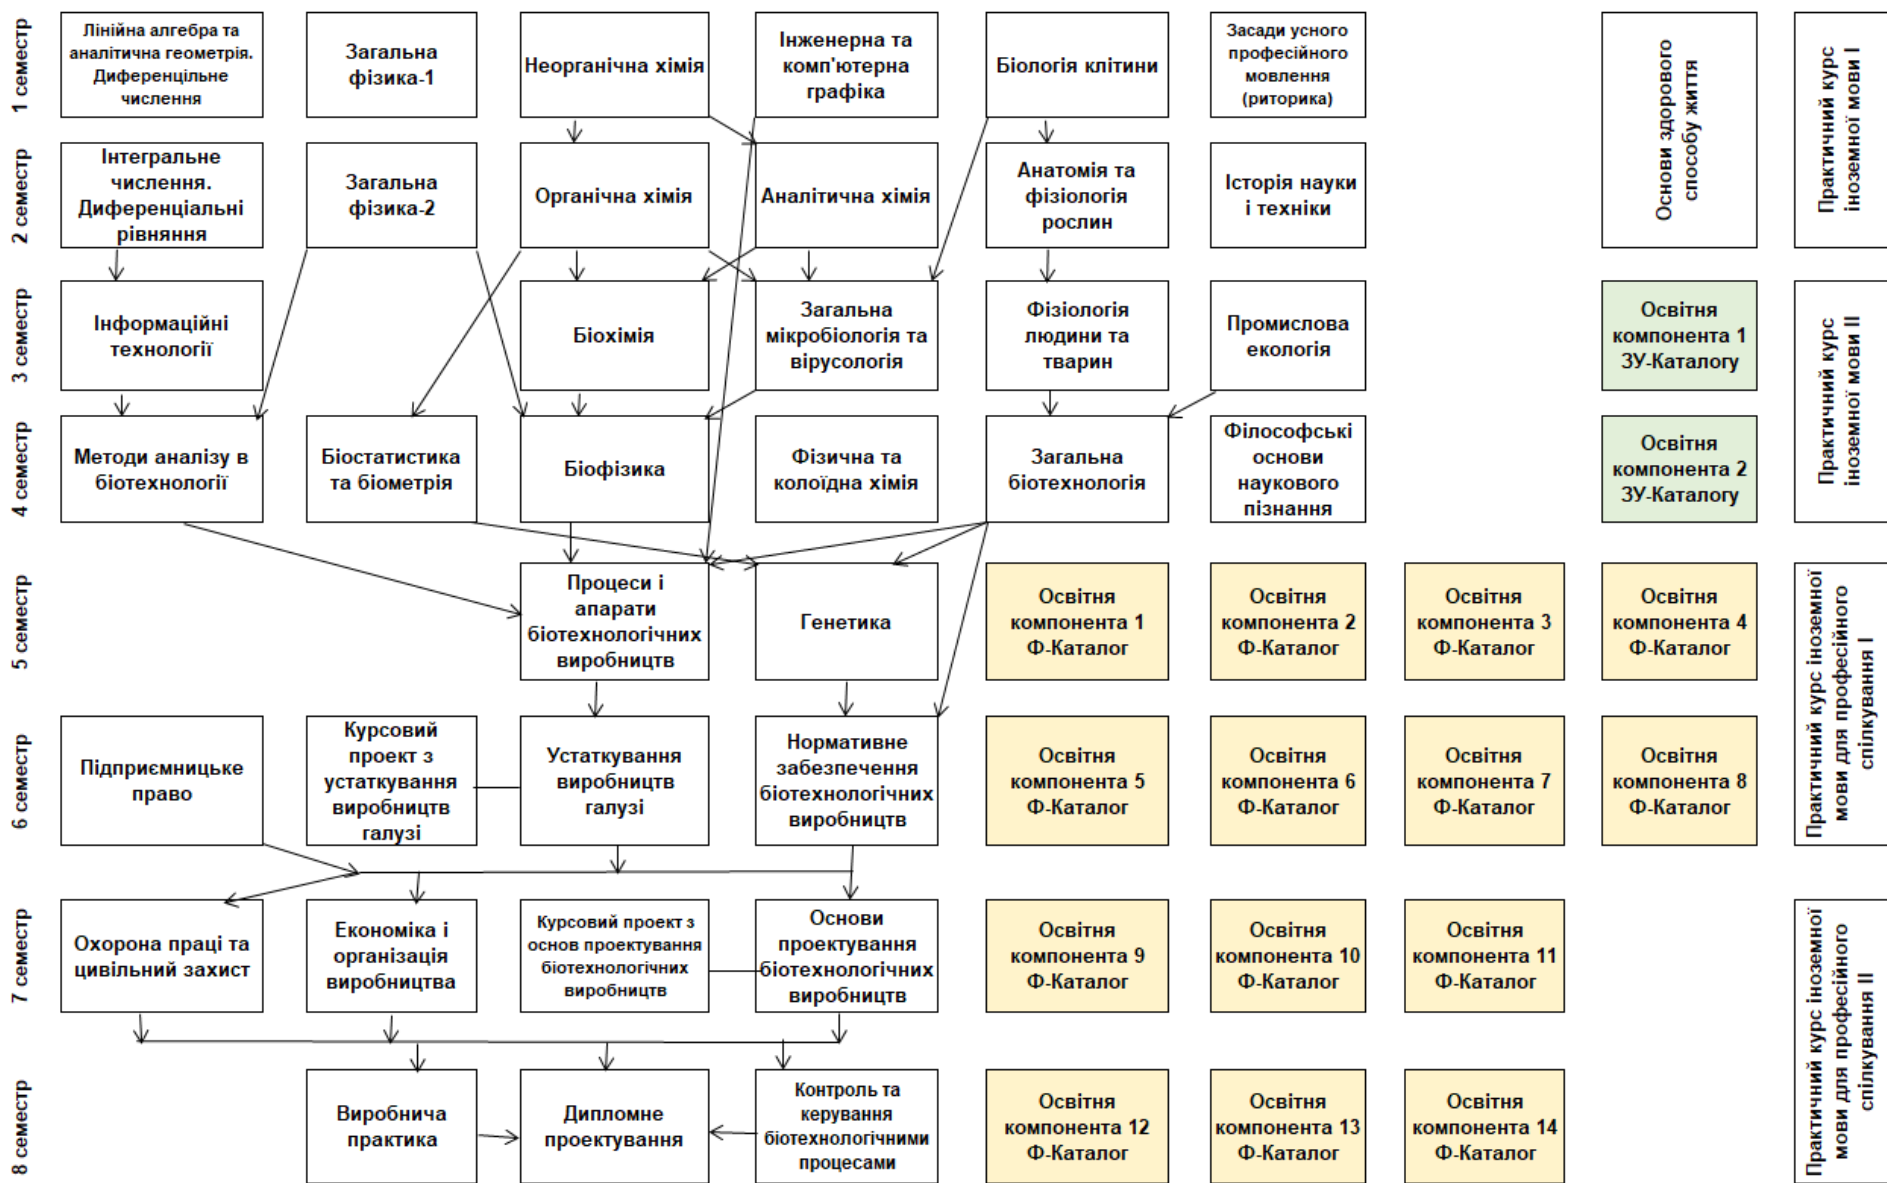 1 семестр
Лінійна алгебра та
аналітична геометрія.
Диференцільне
числення
Загальна
фізика-1
Неорганічна хімія
Інженерна та
комп'ютерна
графіка
Біологія клітини
Засади усного
професійного
мовлення
(риторика)
Основи здорового
способу життя
Практичний курс
іноземної мови І
2 семестр
Інтегральне
числення.
Диференціальні
рівняння
Загальна
фізика-2
Органічна хімія
Аналітична хімія
Анатомія та
фізіологія
рослин
Історія науки
і техніки
3 семестр
Інформаційні
технології
Біохімія
Загальна
мікробіологія та
вірусологія
Фізіологія
людини та
тварин
Промислова
екологія
Освітня
компонента 1
ЗУ-Каталогу
Практичний курс
іноземної мови ІІ
4 семестр
Методи аналізу в
біотехнології
Біостатистика
та біометрія
Біофізика
Фізична та
колоїдна хімія
Загальна
біотехнологія
Філософські
основи
наукового
пізнання
Освітня
компонента 2
ЗУ-Каталогу
5 семестр
Процеси і
апарати
біотехнологічних
виробництв
Генетика
Освітня
компонента 1
Ф-Каталог
Освітня
компонента 2
Ф-Каталог
Освітня
компонента 3
Ф-Каталог
Освітня
компонента 4
Ф-Каталог
Практичний курс іноземної
мови для професійного
спілкування І
6 семестр
Підприємницьке
право
Курсовий
проект з
устаткування
виробництв
галузі
Устаткування
виробництв
галузі
Нормативне
забезпечення
біотехнологічних
виробництв
Освітня
компонента 5
Ф-Каталог
Освітня
компонента 6
Ф-Каталог
Освітня
компонента 7
Ф-Каталог
Освітня
компонента 8
Ф-Каталог
7 семестр
Охорона праці та
цивільний захист
Економіка і
організація
виробництва
Курсовий проект з
основ проектування
біотехнологічних
виробництв
Основи
проектування
біотехнологічних
виробництв
Освітня
компонента 9
Ф-Каталог
Освітня
компонента 10
Ф-Каталог
Освітня
компонента 11
Ф-Каталог
Практичний курс іноземної
мови для професійного
спілкування ІІ
8 семестр
Виробнича
практика
Дипломне
проектування
Контроль та
керування
біотехнологічними
процесами
Освітня
компонента 12
Ф-Каталог
Освітня
компонента 13
Ф-Каталог
Освітня
компонента 14
Ф-Каталог